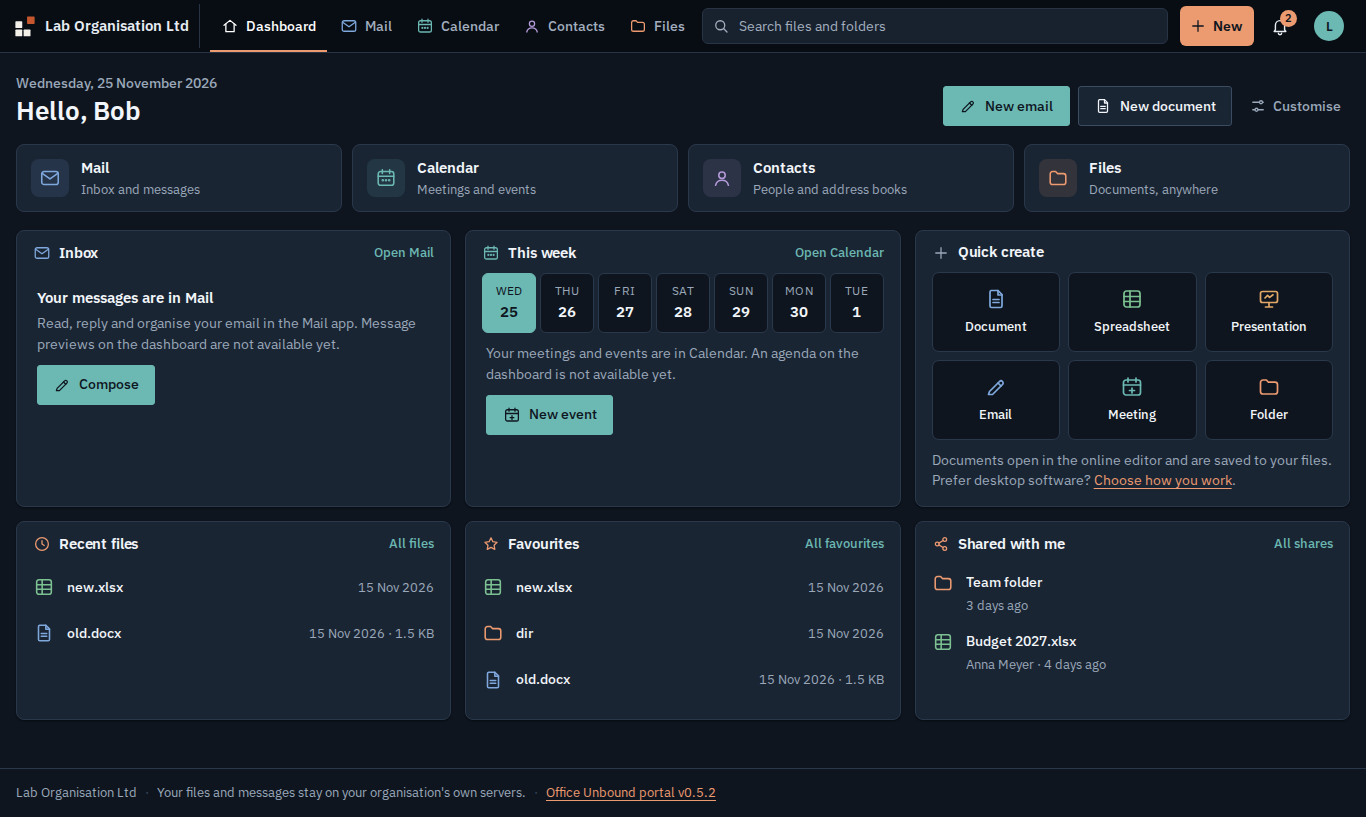 Lab Organisation Ltd
Dashboard
Mail
Calendar
Contacts
Files
Search files and folders
New
2
L
Wednesday, 25 November 2026
Hello, Bob
New email
New document
Customise
Mail
Inbox and messages
Calendar
Meetings and events
Contacts
People and address books
Files
Documents, anywhere
Inbox
Open Mail
Your messages are in Mail
Read, reply and organise your email in the Mail app. Message
previews on the dashboard are not available yet.
Compose
This week
Open Calendar
WED
25
THU
26
FRI
27
SAT
28
SUN
29
MON
30
TUE
1
Your meetings and events are in Calendar. An agenda on the
dashboard is not available yet.
New event
Quick create
Document
Spreadsheet
Presentation
Email
Meeting
Folder
Documents open in the online editor and are saved to your files.
Prefer desktop software? Choose how you work.
Recent files
All files
new.xlsx
15 Nov 2026
old.docx
15 Nov 2026 · 1.5 KB
Favourites
All favourites
new.xlsx
15 Nov 2026
dir
15 Nov 2026
old.docx
15 Nov 2026 · 1.5 KB
Shared with me
All shares
Team folder
3 days ago
Budget 2027.xlsx
Anna Meyer · 4 days ago
Lab Organisation Ltd · Your files and messages stay on your organisation's own servers. · Office Unbound portal v0.5.2